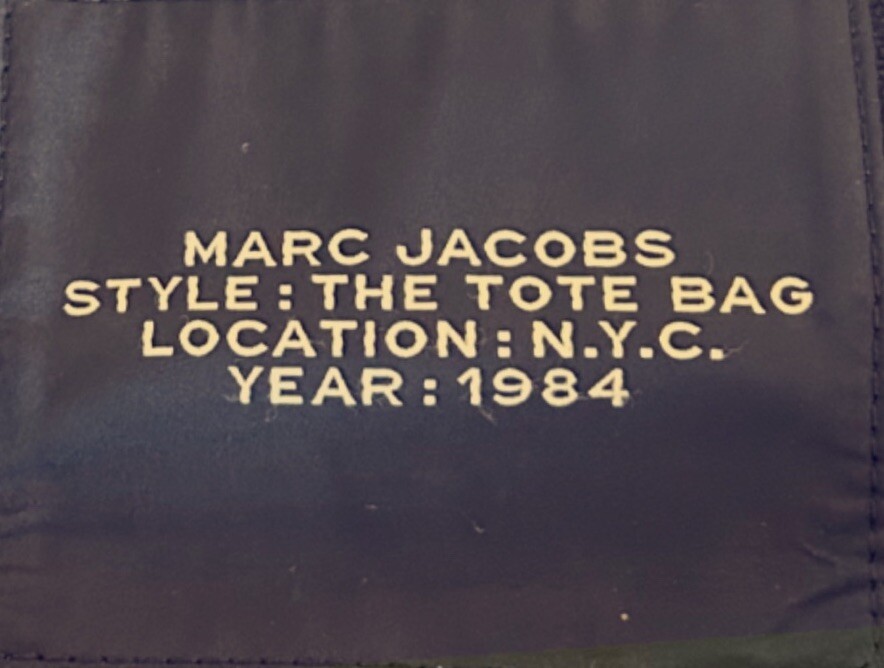 MARC JACOBS
STYLE : THE TOTE BAG
LOCATION : N.Y.C.
YEAR : 1984